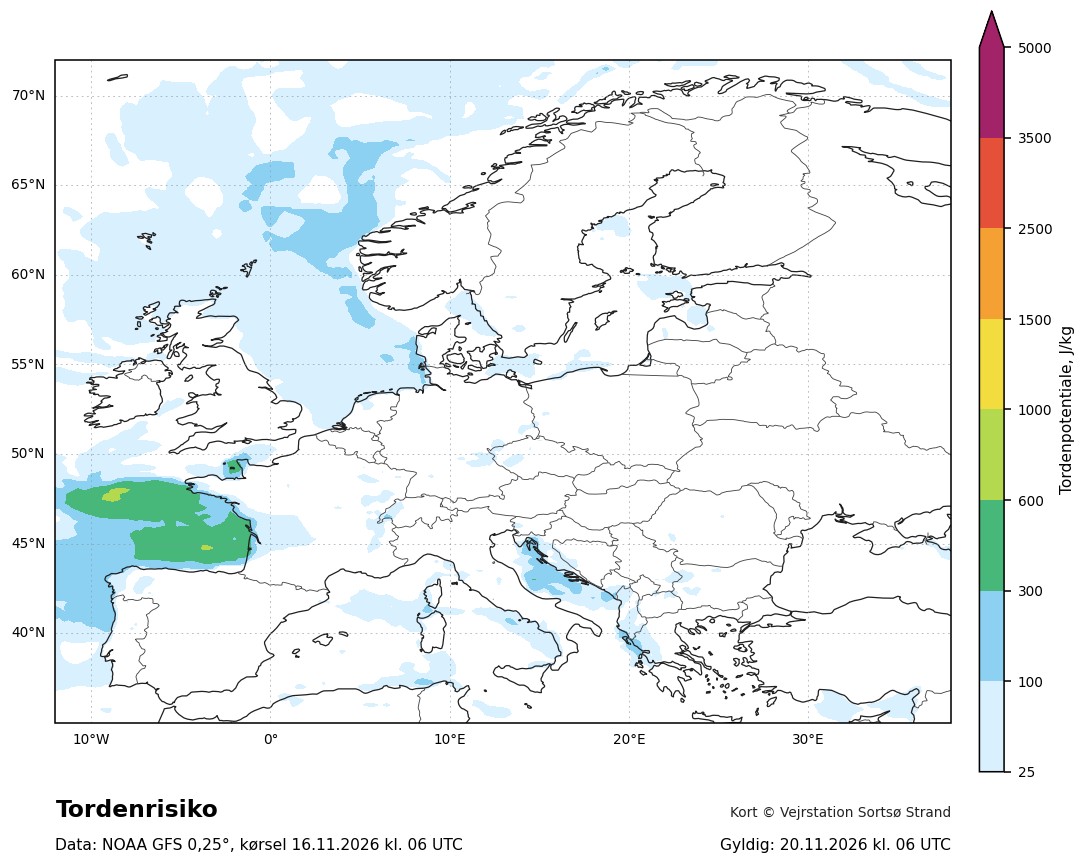 5000
3500
2500
1500
1000
600
300
100
25
Tordenpotentiale, J/kg
70°N
65°N
60°N
55°N
50°N
45°N
40°N
10°W
0°
10°E
20°E
30°E
Tordenrisiko
Kort © Vejrstation Sortsø Strand
Data: NOAA GFS 0,25°, kørsel 16.11.2026 kl. 06 UTC
Gyldig: 20.11.2026 kl. 06 UTC